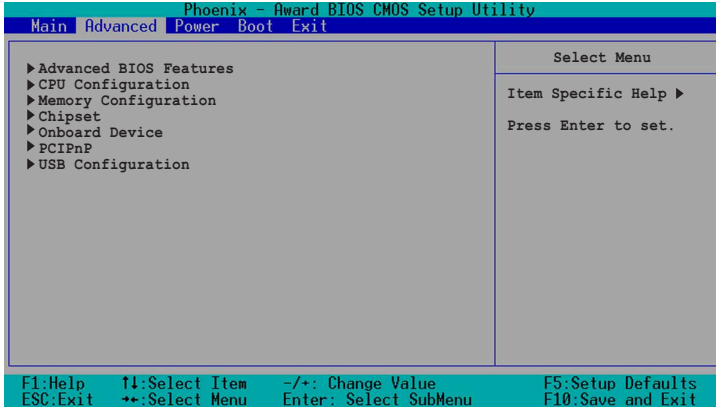 Phoenix - Award BIOS CMOS Setup Utility
Main Advanced Power Boot Exit
▶Advanced BIOS Features
▶CPU Configuration
▶Memory Configuration
▶Chipset
▶Onboard Device
▶PCIPnP
▶USB Configuration
Select Menu
Item Specific Help ▶
Press Enter to set.
F1:Help ↑↓:Select Item -/+: Change Value F5:Setup Defaults
ESC:Exit →←:Select Menu Enter: Select SubMenu F10:Save and Exit